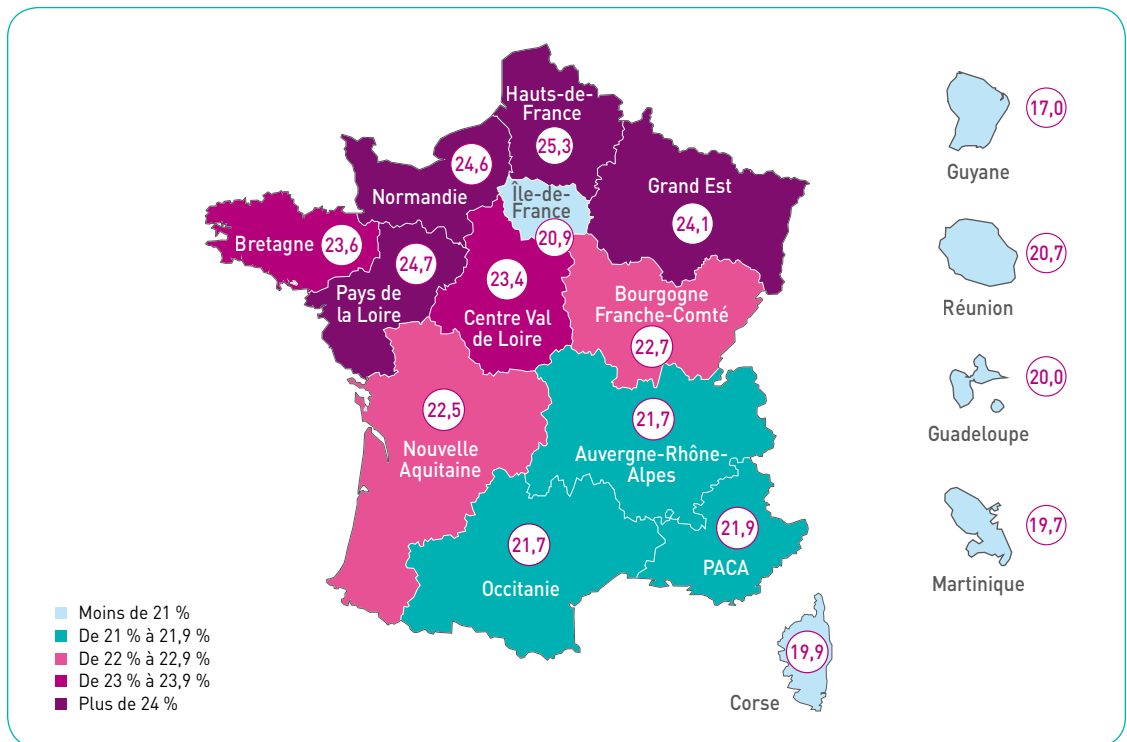 Hauts-de-
France
25,3
24,6
Normandie
Île-de-
France
20,9
Grand Est
24,1
Bretagne
23,6
24,7
Pays de
la Loire
23,4
Centre Val
de Loire
Bourgogne
Franche-Comté
22,7
22,5
Nouvelle
Aquitaine
21,7
Auvergne-Rhône-
Alpes
21,7
Occitanie
21,9
PACA
19,9
Corse
17,0
Guyane
20,7
Réunion
20,0
Guadeloupe
19,7
Martinique
Moins de 21 %
De 21 % à 21,9 %
De 22 % à 22,9 %
De 23 % à 23,9 %
Plus de 24 %